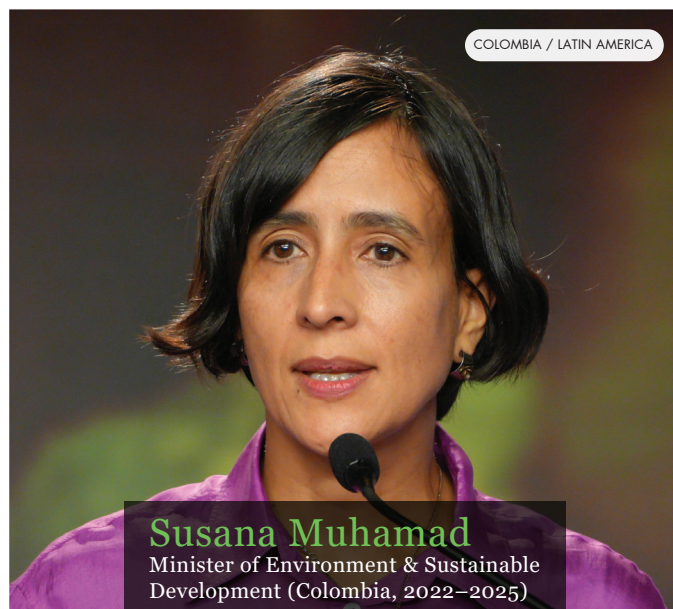 COLOMBIA / LATIN AMERICA
Susana Muhamad
Minister of Environment & Sustainable
Development (Colombia, 2022–2025)